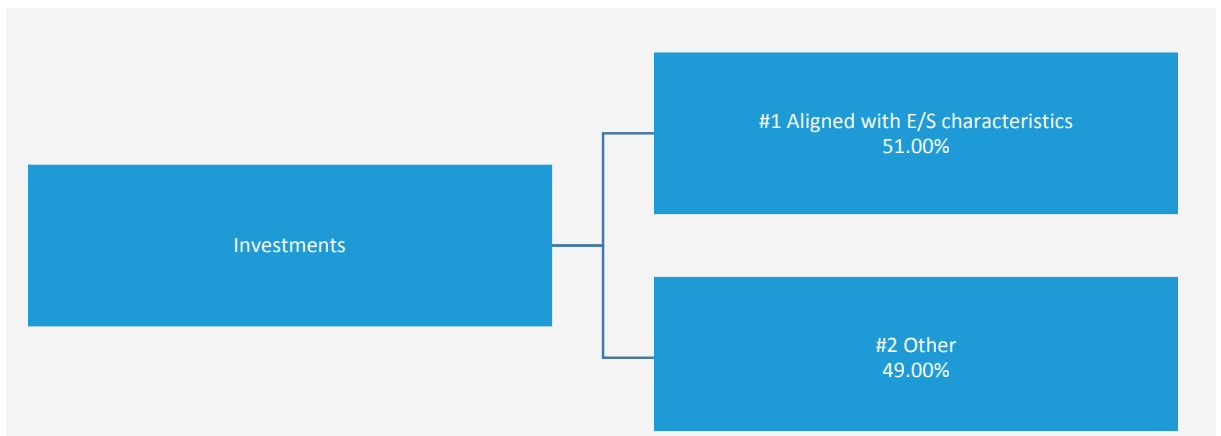 Investments
#1 Aligned with E/S characteristics
51.00%
#2 Other
49.00%